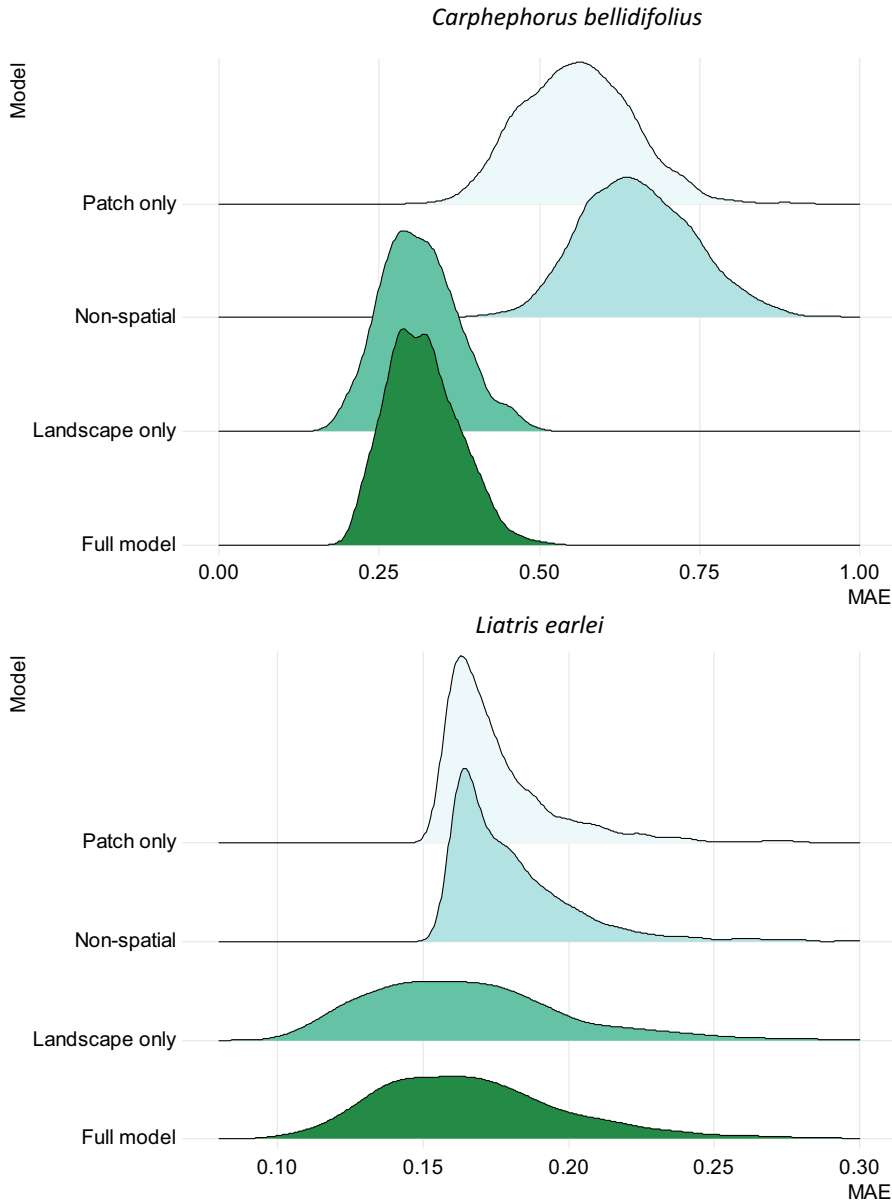 Carphephorus bellidifolius
Model
Patch only
Non-spatial
Landscape only
Full model
0.00 0.25 0.50 0.75 1.00
MAE
Liatris earlei
Model
Patch only
Non-spatial
Landscape only
Full model
0.10 0.15 0.20 0.25 0.30
MAE